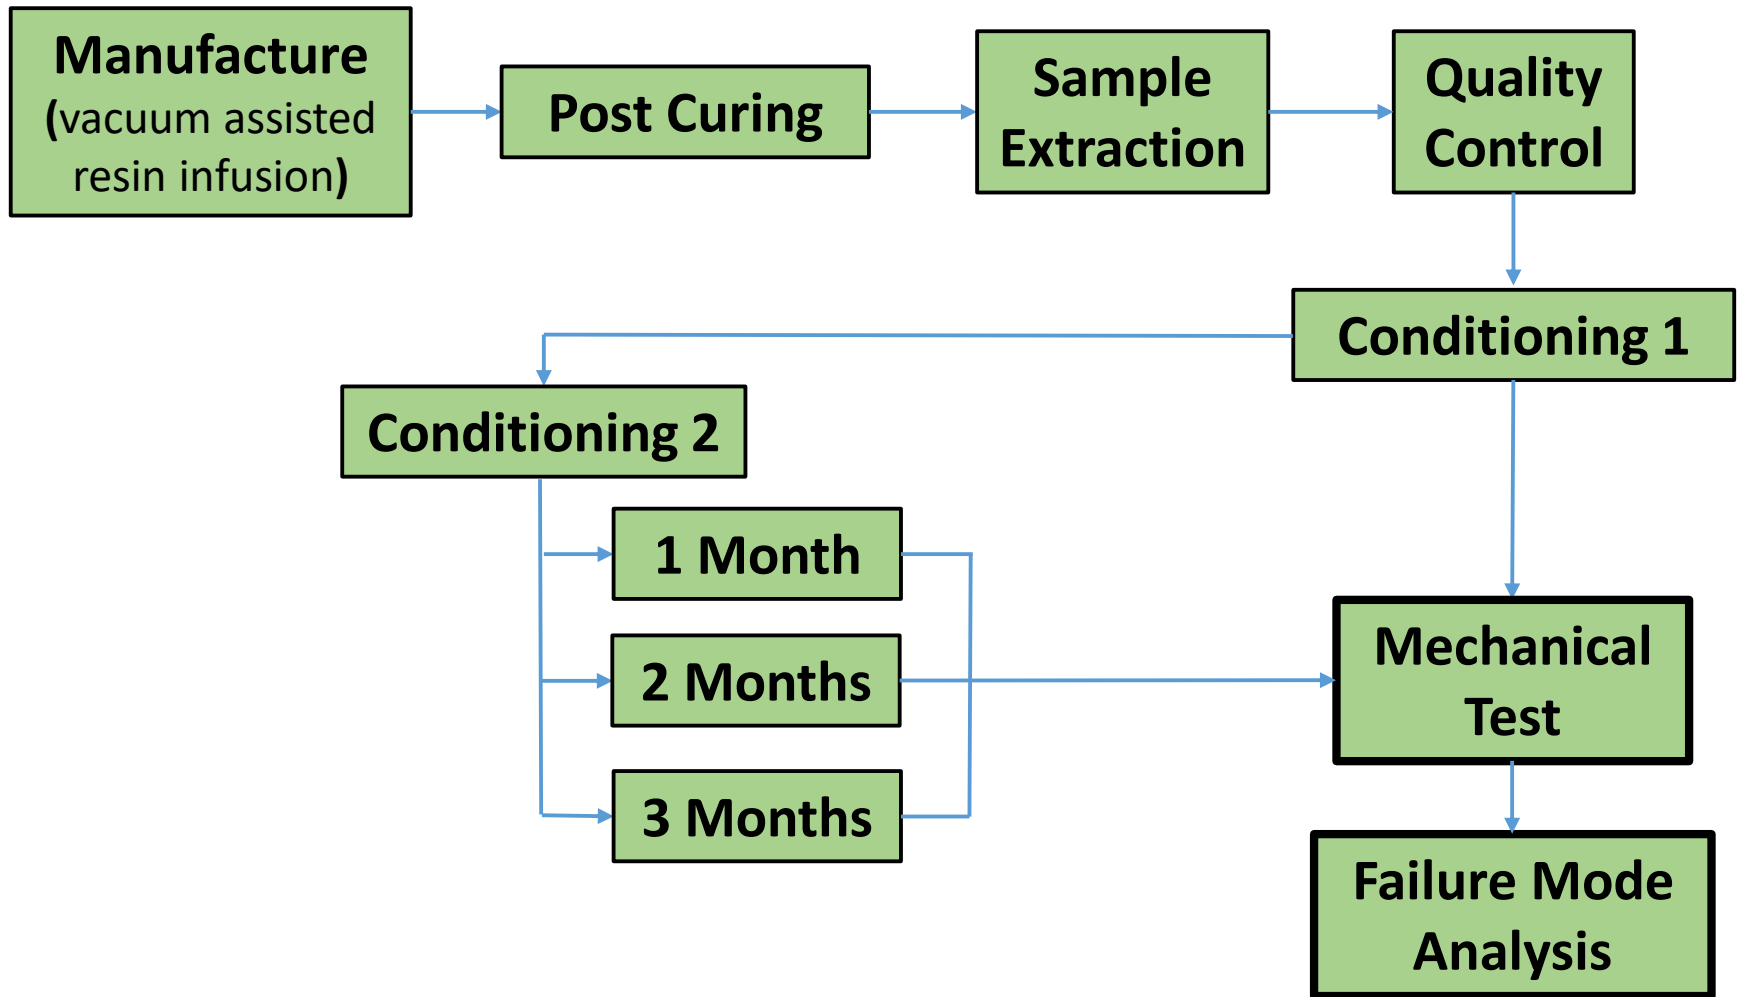 Manufacture
(vacuum assisted
resin infusion)
Post Curing
Sample
Extraction
Quality
Control
Conditioning 1
Conditioning 2
1 Month
2 Months
3 Months
Mechanical
Test
Failure Mode
Analysis